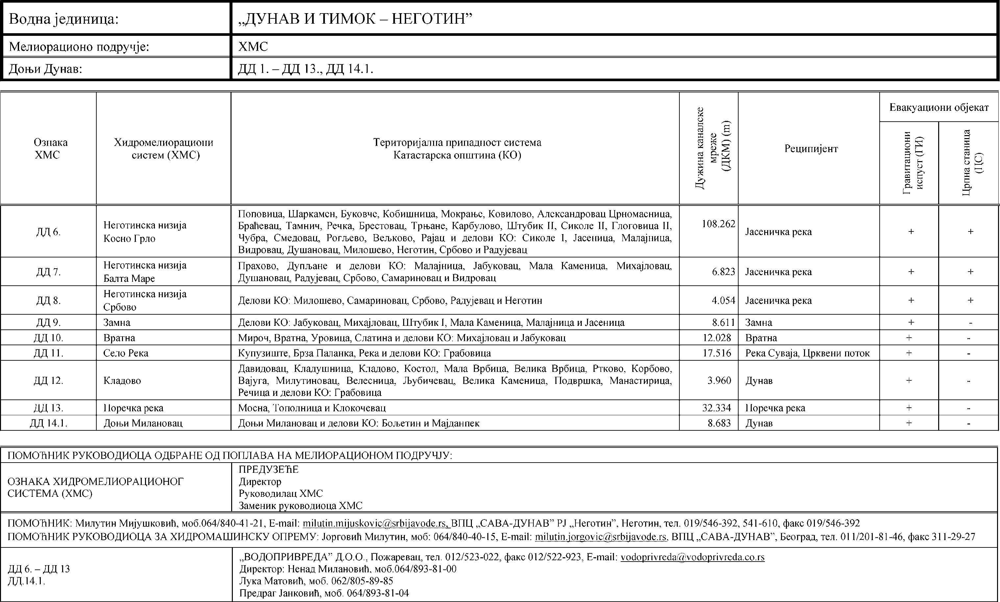 Водна јединица:
„ДУНАВ И ТИМОК – НЕГОТИН”
Мелиорационо подручје:
ХМС
Доњи Дунав:
ДД 1. – ДД 13., ДД 14.1.
Ознака
ХМС
Хидромелиорациони
систем (ХМС)
Територијална припадност система
Катастарска општина (КО)
Дужина каналске
мреже
(ДКМ) (m)
Реципијент
Евакуациони објекат
Гравитациони
испуст (ГИ)
Црпна станица
(ЦС)
ДД 6.
Неготинска низија
Косно Грло
Поповица, Шаркамен, Буковче, Кобишница, Мокрање, Ковилово, Александровац Црномасница,
Браћевац, Тамнич, Речка, Брестовац, Трњане, Карбулово, Штубик II, Сиколе II, Глоговица II,
Чубра, Смедовац, Рогљево, Вељково, Рајац и делови КО: Сиколе I, Јасеница, Малајница,
Видровац, Душановац, Милошево, Неготин, Србово и Радујевац
108.262
Јасеничка река
+
+
ДД 7.
Неготинска низија
Балта Маре
Прахово, Дупљане и делови КО: Малајница, Јабуковац, Мала Каменица, Михајловац,
Душановац, Радујевац, Србово, Самариновац и Видровац
6.823
Јасеничка река
+
+
ДД 8.
Неготинска низија
Србово
Делови КО: Милошево, Самариновац, Србово, Радујевац и Неготин
4.054
Јасеничка река
+
+
ДД 9.
Замна
Делови КО: Јабуковац, Михајловац, Штубик I, Мала Каменица, Малајница и Јасеница
8.611
Замна
+
-
ДД 10.
Вратна
Мироч, Вратна, Уровица, Слатина и делови КО: Михајловац и Јабуковац
12.028
Вратна
+
-
ДД 11.
Село Река
Купузиште, Брза Паланка, Река и делови КО: Грабовица
17.516
Река Суваја, Црквени поток
+
-
ДД 12.
Кладово
Давидовац, Кладушница, Кладово, Костол, Мала Врбица, Велика Врбица, Ртково, Корбово,
Вајуга, Милутиновац, Велесница, Љубичевац, Велика Каменица, Подвршка, Манастирица,
Речица и делови КО: Грабовица
3.960
Дунав
+
-
ДД 13.
Поречка река
Мосна, Тополница и Клокочевац
32.334
Поречка река
+
-
ДД 14.1.
Доњи Милановац
Доњи Милановац и делови КО: Бољетин и Мајданпек
8.683
Дунав
+
-
ПОМОЋНИК РУКОВОДИОЦА ОДБРАНЕ ОД ПОПЛАВА НА МЕЛИОРАЦИОНОМ ПОДРУЧЈУ:
ОЗНАКА ХИДРОМЕЛИОРАЦИОНОГ
СИСТЕМА (ХМС)
ПРЕДУЗЕЋЕ
Директор
Руководилац ХМС
Заменик руководиоца ХМС
ПОМОЋНИК: Милутин Мијушковић, моб.064/840-41-21, E-mail: milutin.mijuskovic@srbijavode.rs, ВПЦ „САВА-ДУНАВ” РЈ „Неготин”, Неготин, тел. 019/546-392, 541-610, факс 019/546-392
ПОМОЋНИК РУКОВОДИОЦА ЗА ХИДРОМАШИНСКУ ОПРЕМУ: Јорговић Милутин, моб: 064/840-40-15, E-mail: milutin.jorgovic@srbijavode.rs, ВПЦ „САВА-ДУНАВ”, Београд, тел. 011/201-81-46, факс 311-29-27
ДД 6. – ДД 13
ДД.14.1.
„ВОДОПРИВРЕДА” Д.О.О., Пожаревац, тел. 012/523-022, факс 012/522-923, E-mail: vodoprivreda@vodoprivreda.co.rs
Директор: Ненад Милановић, моб.064/893-81-00
Лука Матовић, моб. 062/805-89-85
Предраг Јанковић, моб. 064/893-81-04